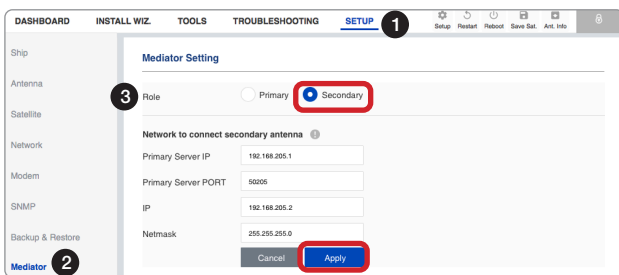 DASHBOARD INSTALL WIZ. TOOLS TROUBLESHOOTING SETUP 1 Setup Restart Reboot Save Sat. Ant. Info
Ship
Mediator Setting
Antenna
3 Role Primary Secondary
Satellite
Network to connect secondary antenna !
Network
Primary Server IP 192.168.205.1
Modem
Primary Server PORT 50205
SNMP
IP 192.168.205.2
Backup & Restore
Netmask 255.255.255.0
Mediator 2
Cancel Apply